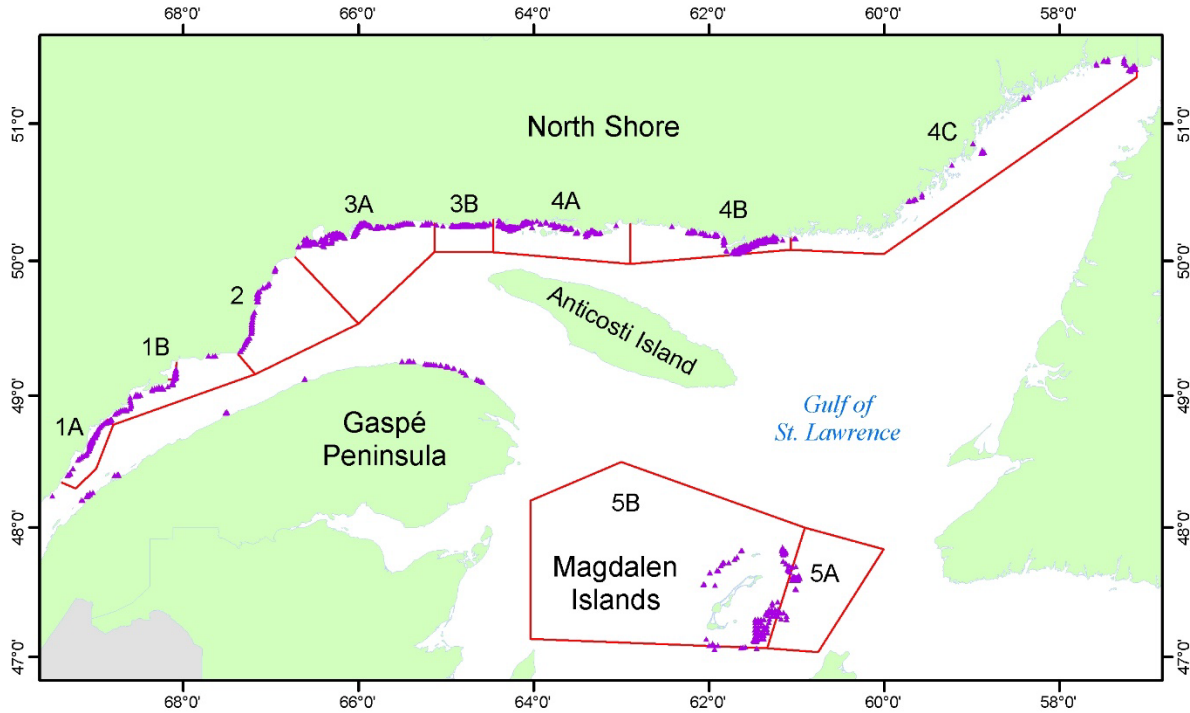 68°0' 66°0' 64°0' 62°0' 60°0' 58°0'
51°0' 51°0'
North Shore
4C
3A 3B 4A 4B
50°0' 50°0'
2
Anticosti Island
1B
49°0' 49°0'
1A
Gaspé
Peninsula
Gulf of
St. Lawrence
48°0' 48°0'
5B
Magdalen
Islands
5A
47°0' 47°0'
68°0' 66°0' 64°0' 62°0' 60°0' 58°0'